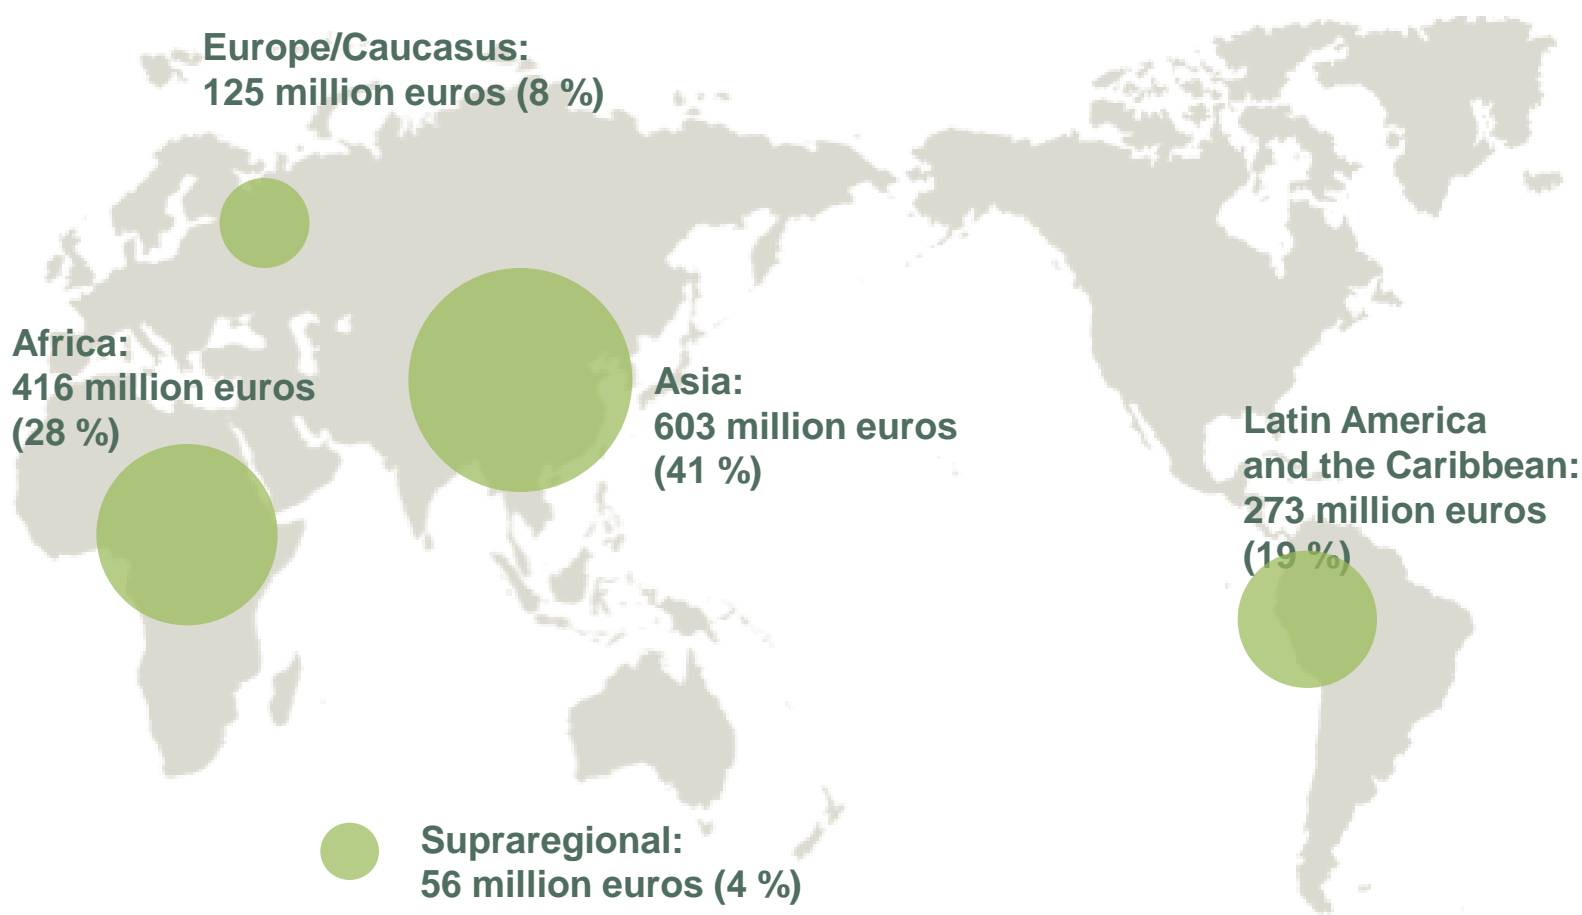 Europe/Caucasus:
125 million euros (8 %)
Africa:
416 million euros
(28 %)
Asia:
603 million euros
(41 %)
Latin America
and the Caribbean:
273 million euros
(19 %)
Supraregional:
56 million euros (4 %)